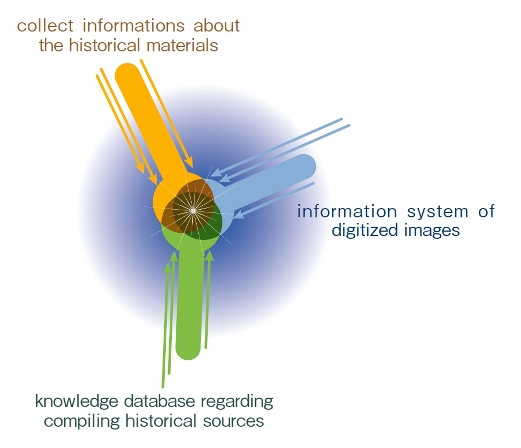 collect informations about
the historical materials
information system of
digitized images
knowledge database regarding
compiling historical sources